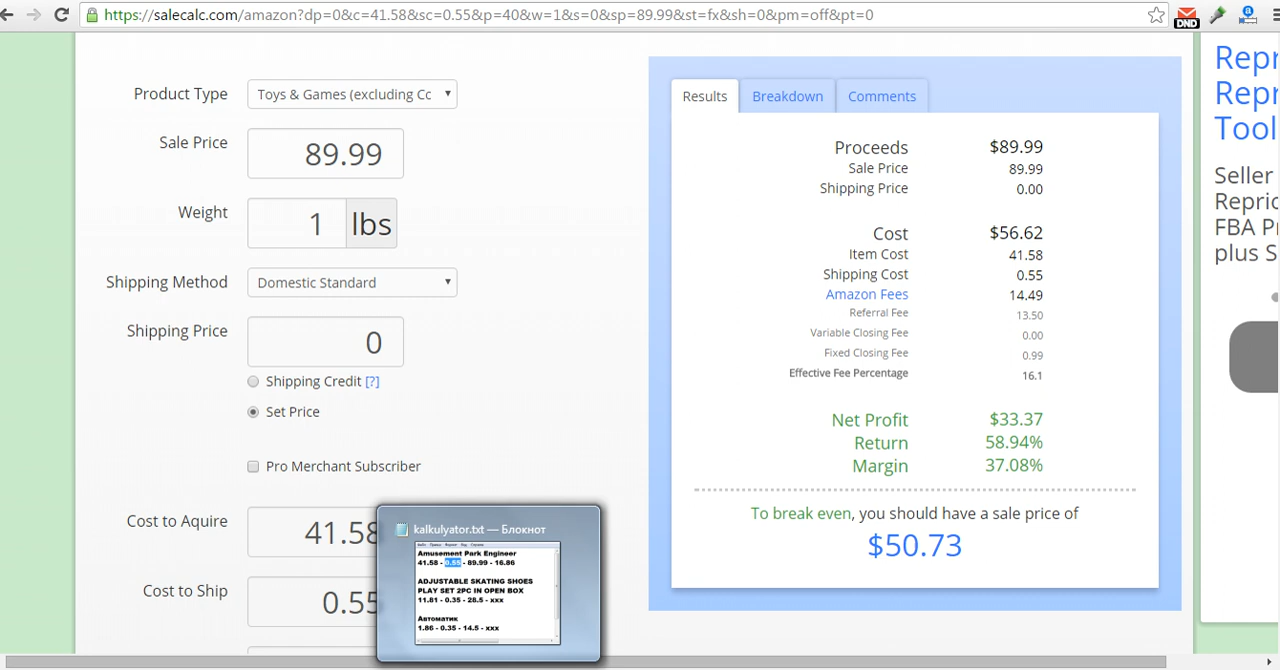 https://salecalc.com/amazon?dp=0&c=41.58&sc=0.55&p=40&w=1&s=0&sp=89.99&st=fx&sh=0&pm=off&pt=0
DND
Product Type
Toys & Games (excluding Cc
Sale Price
89.99
Weight
1 lbs
Shipping Method
Domestic Standard
Shipping Price
0
Shipping Credit [?]
Set Price
Pro Merchant Subscriber
Cost to Aquire
41.58
Cost to Ship
0.55
Results Breakdown Comments
Proceeds $89.99
Sale Price 89.99
Shipping Price 0.00
Cost $56.62
Item Cost 41.58
Shipping Cost 0.55
Amazon Fees 14.49
Referral Fee 13.50
Variable Closing Fee 0.00
Fixed Closing Fee 0.99
Effective Fee Percentage 16.1
Net Profit $33.37
Return 58.94%
Margin 37.08%
To break even, you should have a sale price of
$50.73
kalkulyator.txt — Блокнот
Amusement Park Engineer
41.58 - 0.55 - 89.99 - 16.86
ADJUSTABLE SKATING SHOES
PLAY SET 2PC IN OPEN BOX
11.81 - 0.35 - 28.5 - xxx
Автоматик
1.86 - 0.35 - 14.5 - xxx
Repr
Repr
Tool
Seller
Repric
FBA Pr
plus S